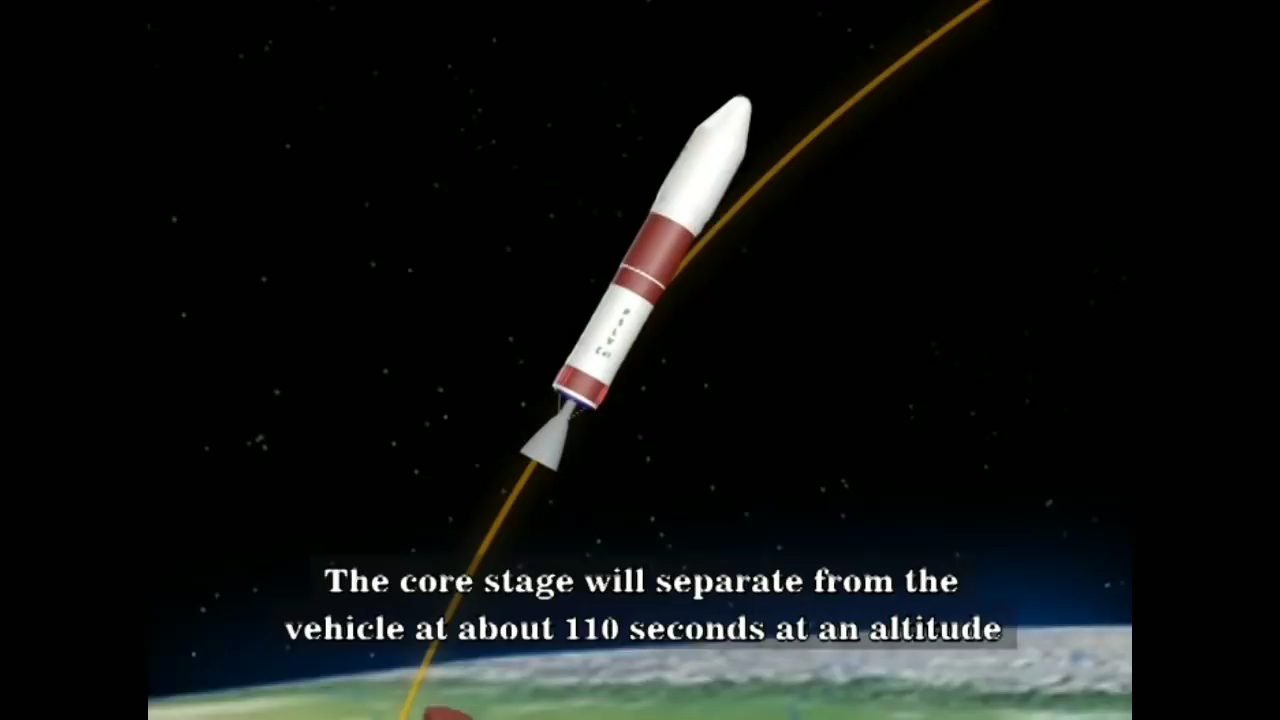 The core stage will separate from the
vehicle at about 110 seconds at an altitude